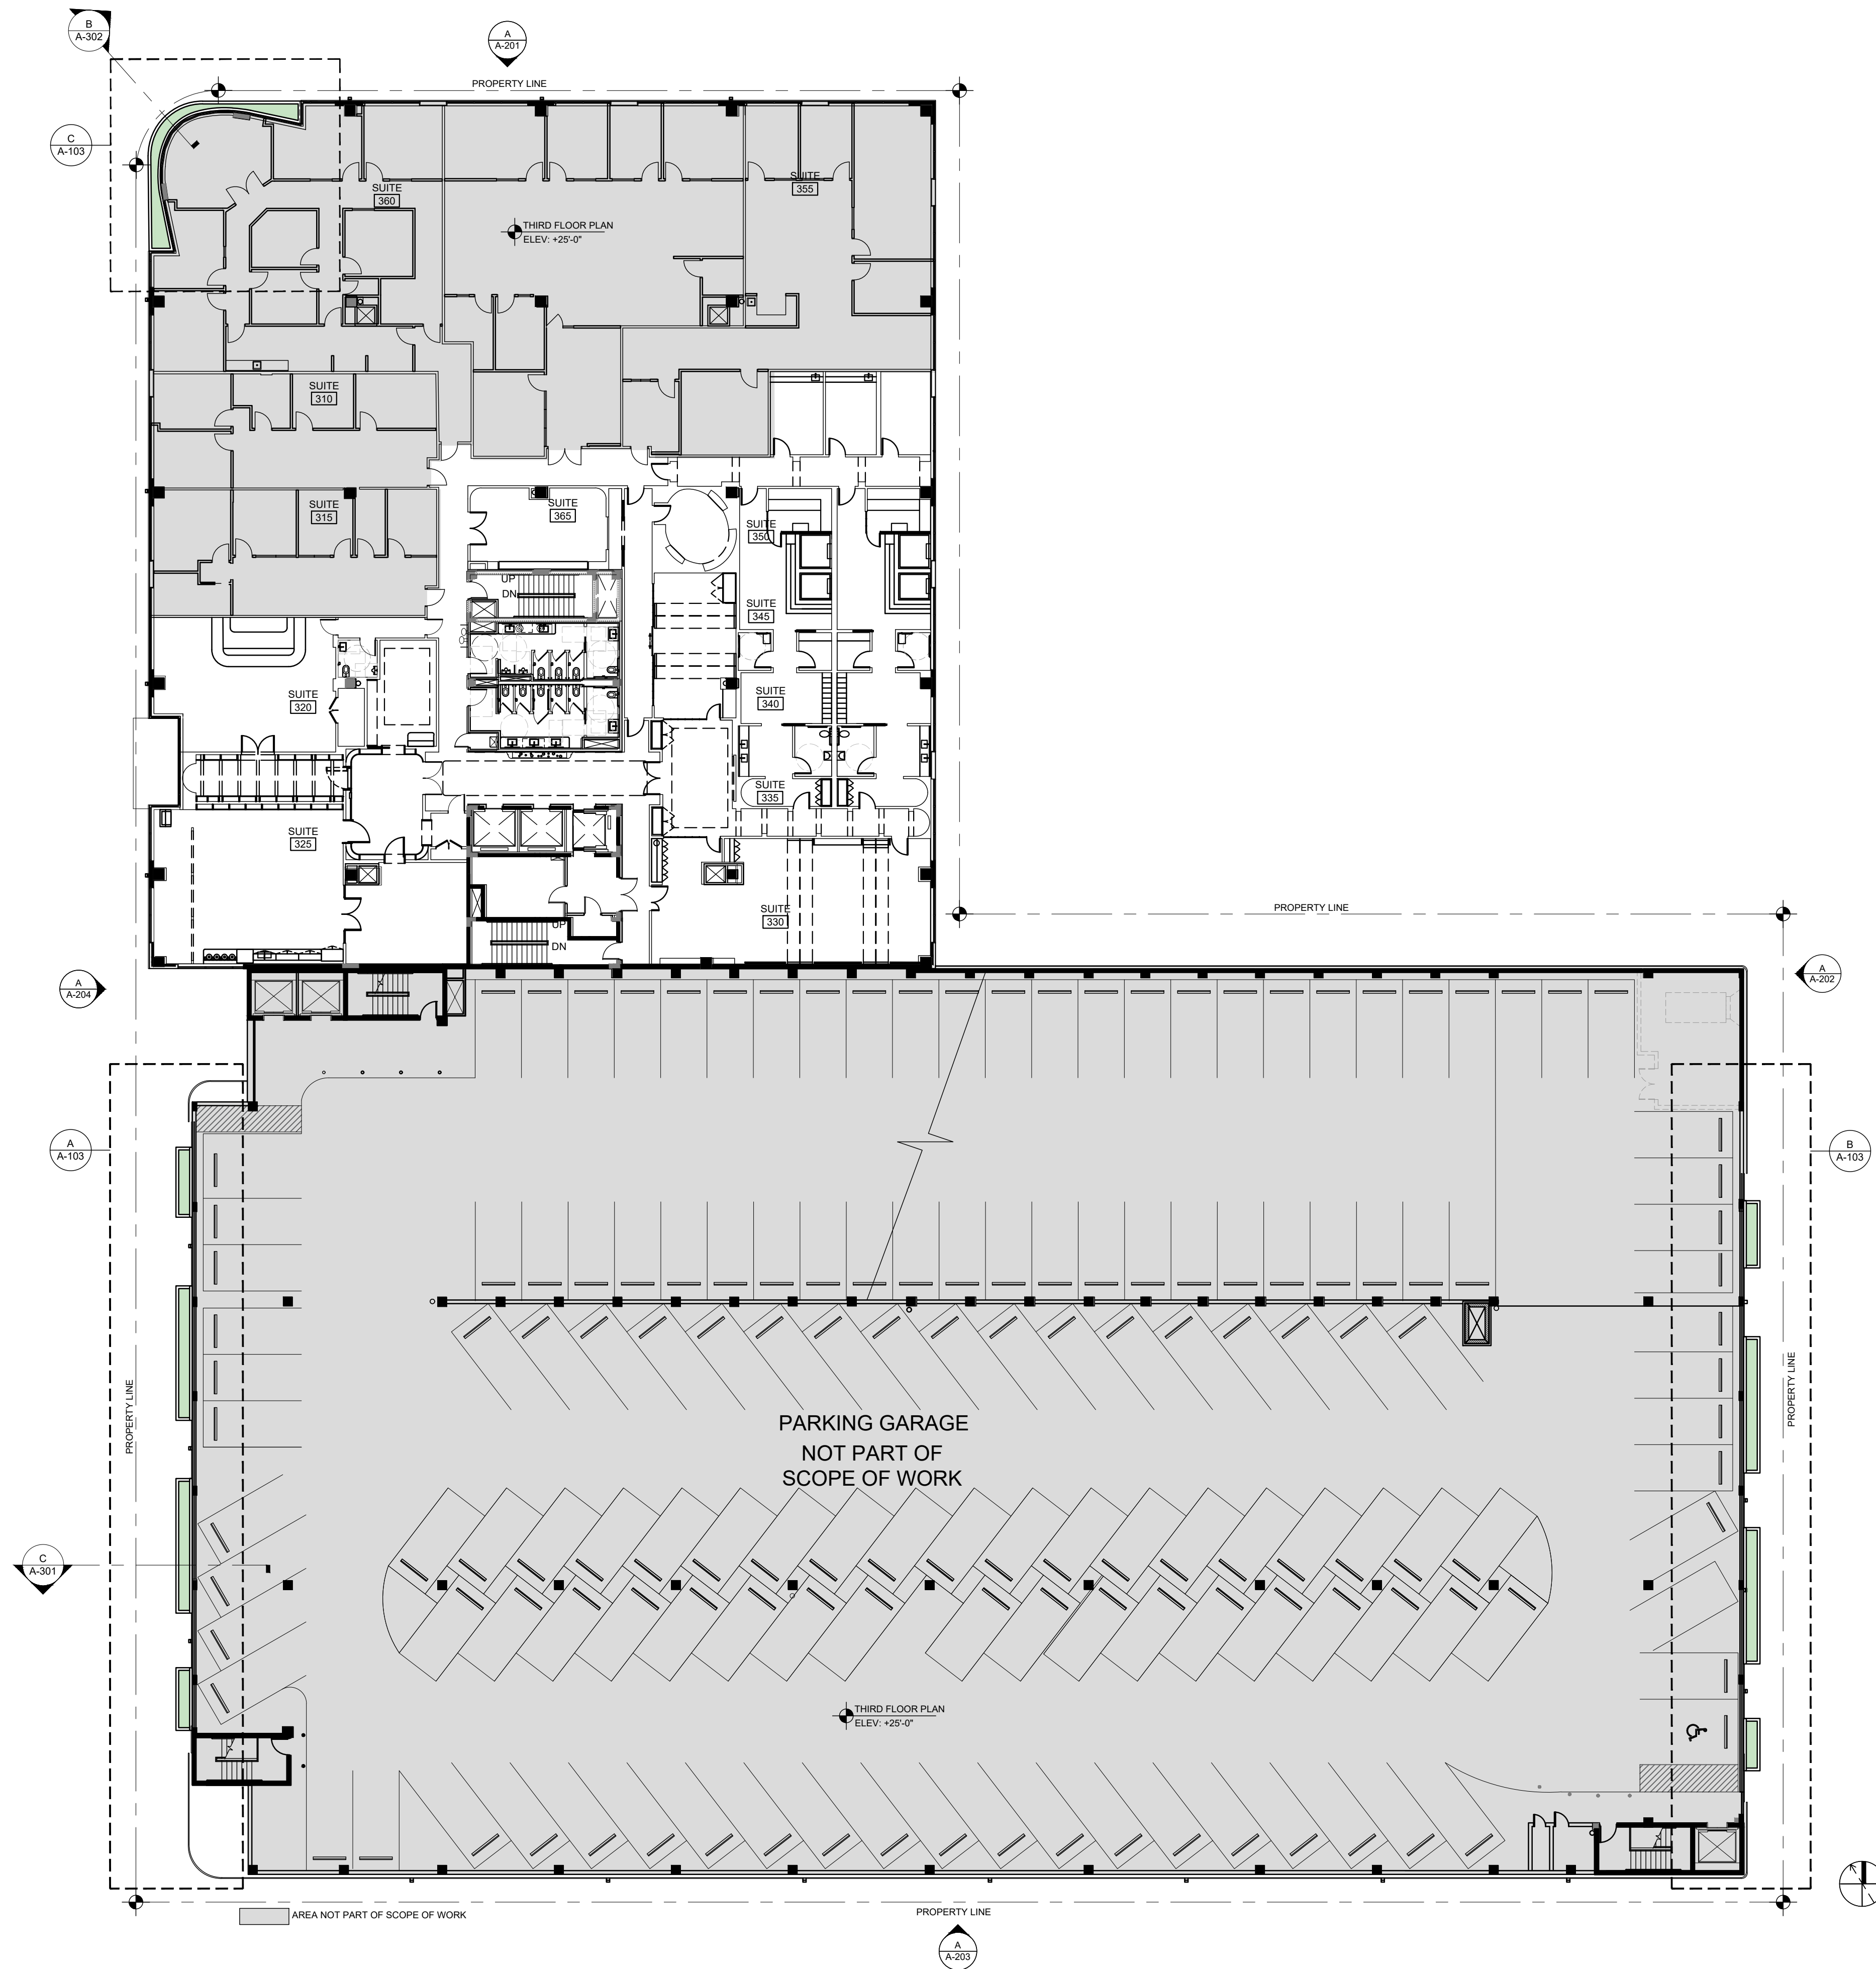 B
A-302
A
A-201
PROPERTY LINE
C
A-103
SUITE
360
SUITE
355
THIRD FLOOR PLAN
ELEV: +25'-0"
SUITE
310
SUITE
315
SUITE
365
SUITE
350
UP
DN
SUITE
345
SUITE
320
SUITE
340
SUITE
335
SUITE
325
SUITE
330
UP
DN
PROPERTY LINE
A
A-204
A
A-202
A
A-103
B
A-103
PROPERTY LINE
PROPERTY LINE
PARKING GARAGE
NOT PART OF
SCOPE OF WORK
C
A-301
THIRD FLOOR PLAN
ELEV: +25'-0"
AREA NOT PART OF SCOPE OF WORK
PROPERTY LINE
A
A-203